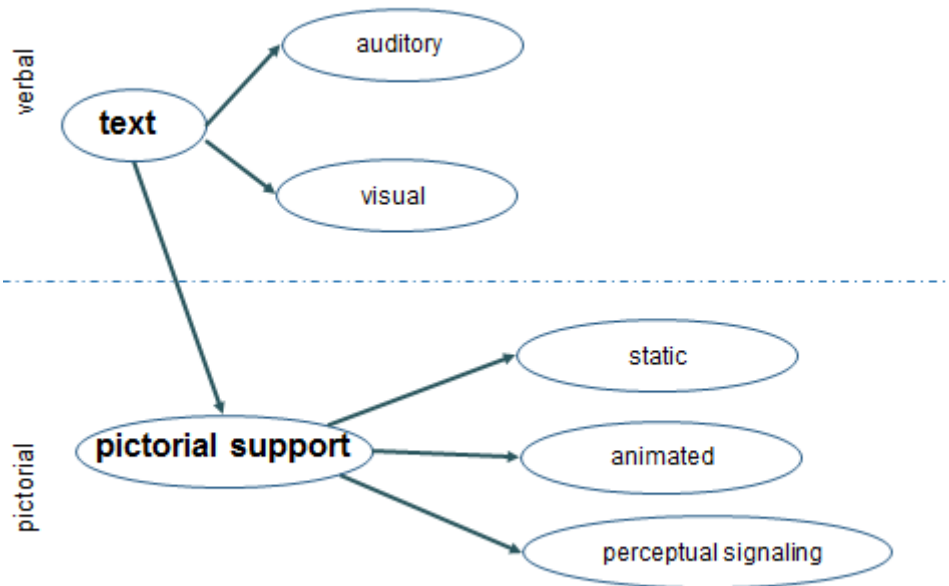 verbal
auditory
text
visual
static
pictorial support
animated
pictorial
perceptual signaling